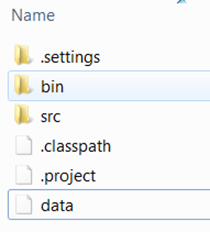 Name
.settings
bin
src
.classpath
.project
data